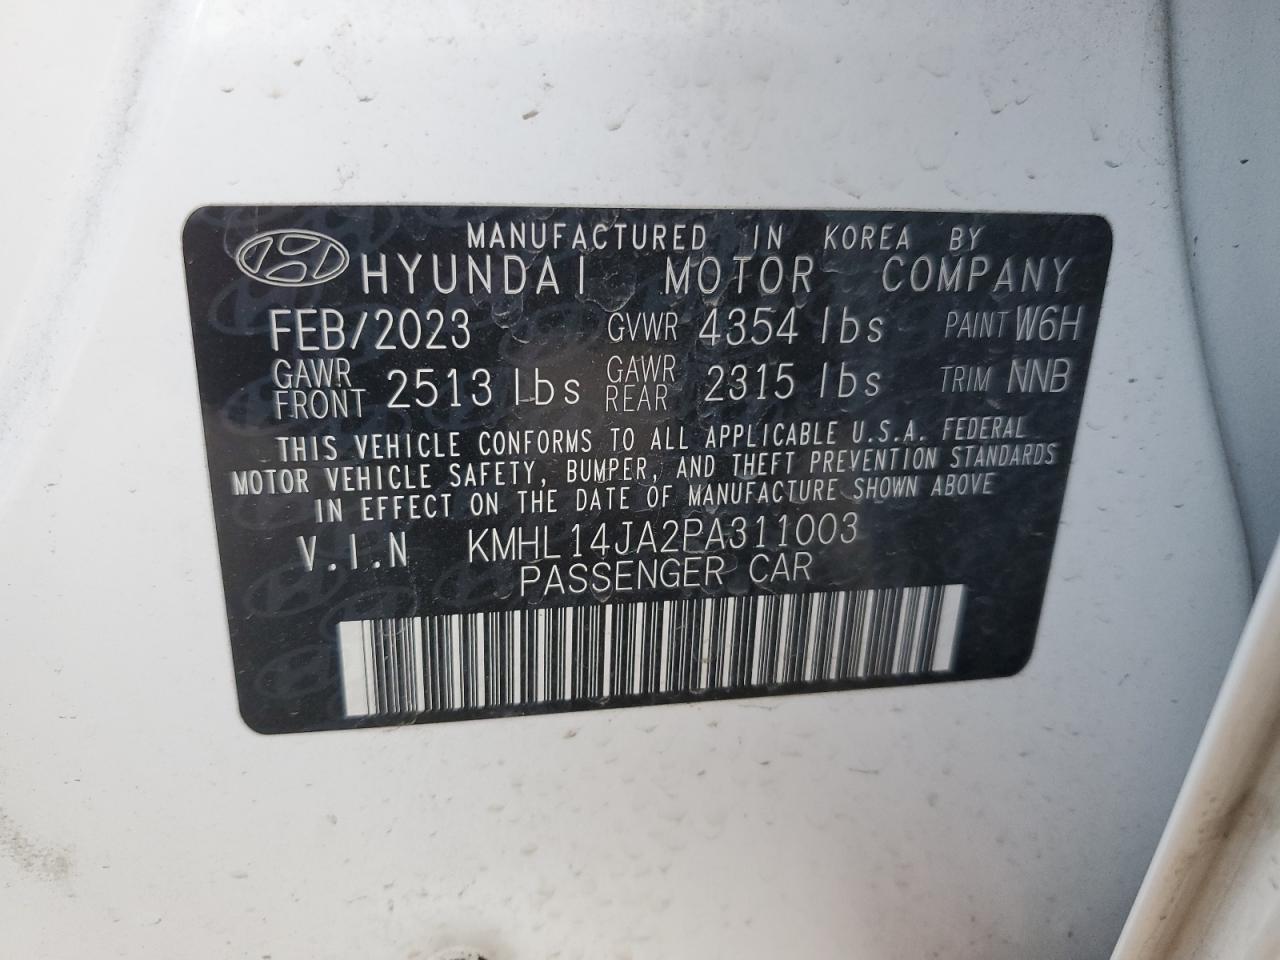 MANUFACTURED IN KOREA BY
HYUNDAI MOTOR COMPANY
FEB/2023 GVWR 4354 lbs PAINT W6H
GAWR FRONT 2513 lbs GAWR REAR 2315 lbs TRIM NNB
THIS VEHICLE CONFORMS TO ALL APPLICABLE U.S.A. FEDERAL
MOTOR VEHICLE SAFETY, BUMPER, AND THEFT PREVENTION STANDARDS
IN EFFECT ON THE DATE OF MANUFACTURE SHOWN ABOVE
V.I.N KMHL14JA2PA311003
PASSENGER CAR